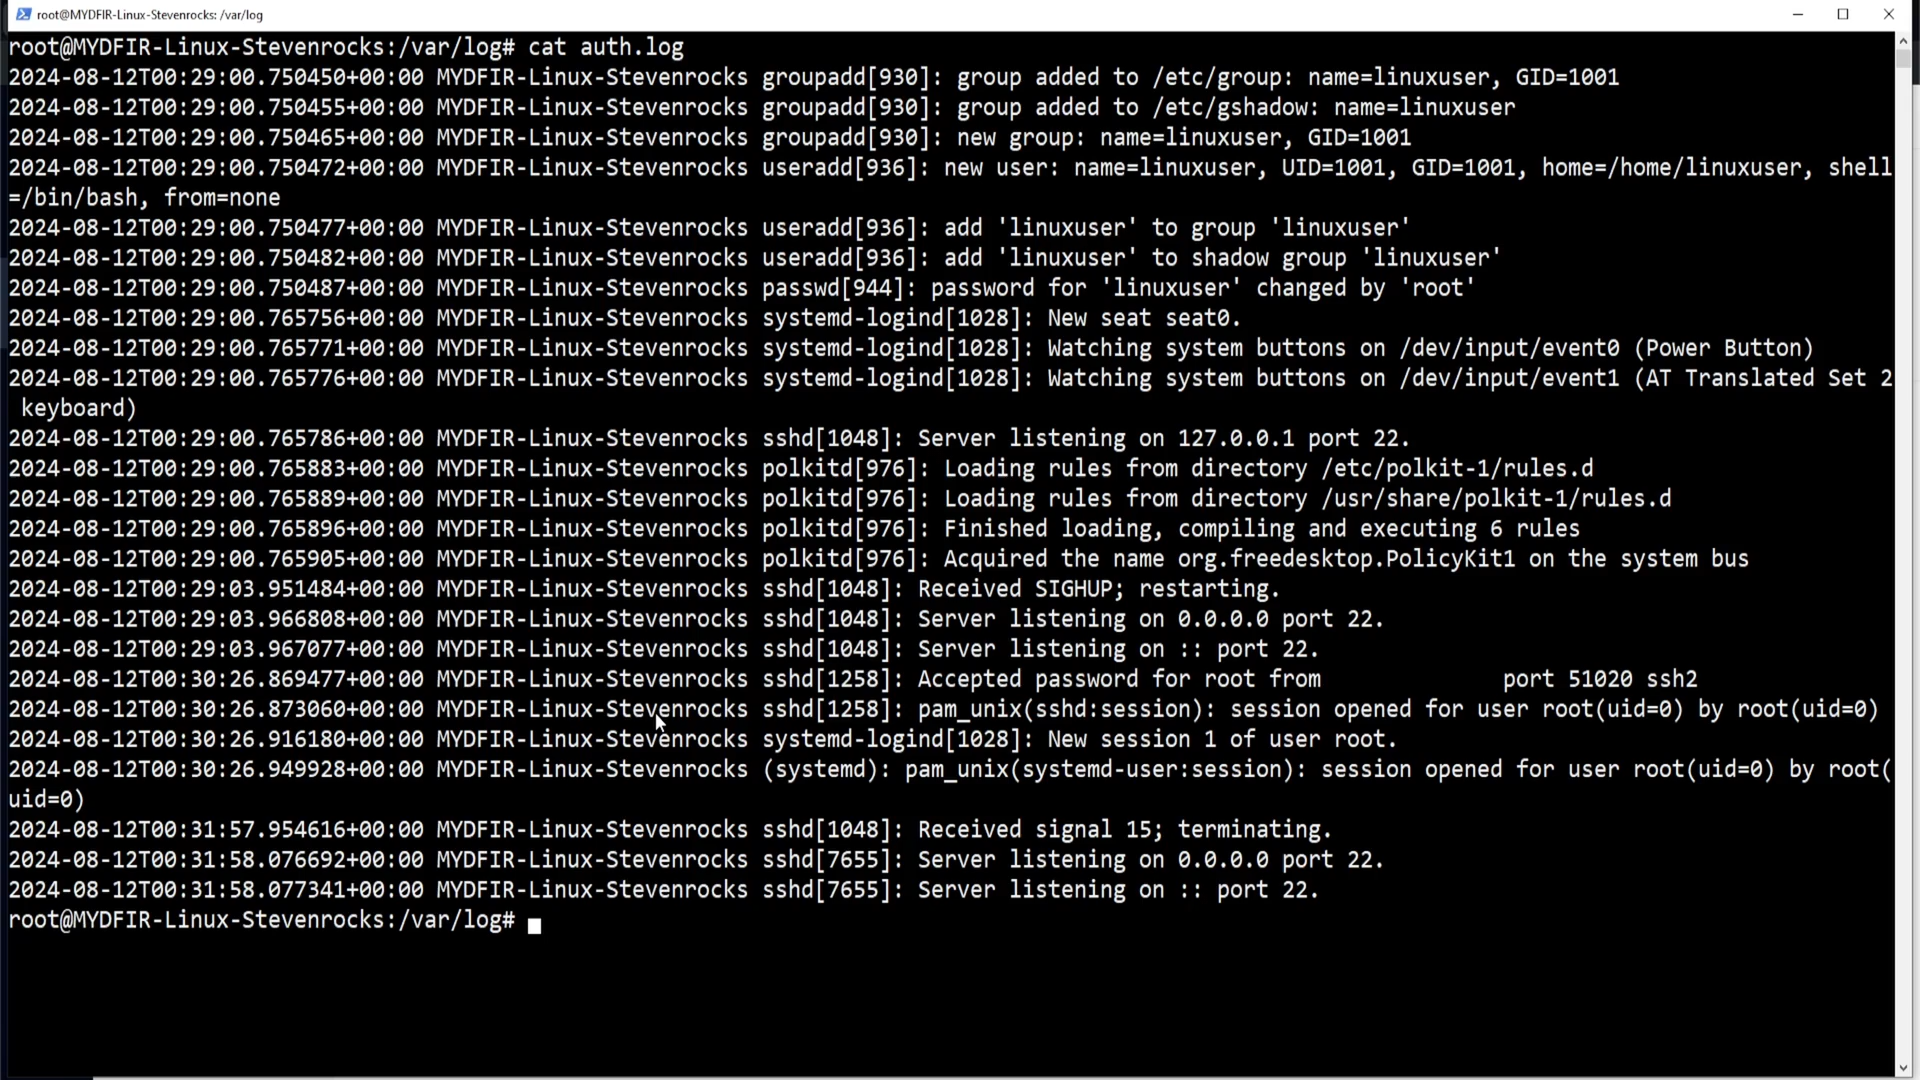 root@MYDFIR-Linux-Stevenrocks: /var/log
root@MYDFIR-Linux-Stevenrocks:/var/log# cat auth.log
2024-08-12T00:29:00.750450+00:00 MYDFIR-Linux-Stevenrocks groupadd[930]: group added to /etc/group: name=linuxuser, GID=1001
2024-08-12T00:29:00.750455+00:00 MYDFIR-Linux-Stevenrocks groupadd[930]: group added to /etc/gshadow: name=linuxuser
2024-08-12T00:29:00.750465+00:00 MYDFIR-Linux-Stevenrocks groupadd[930]: new group: name=linuxuser, GID=1001
2024-08-12T00:29:00.750472+00:00 MYDFIR-Linux-Stevenrocks useradd[936]: new user: name=linuxuser, UID=1001, GID=1001, home=/home/linuxuser, shell
=/bin/bash, from=none
2024-08-12T00:29:00.750477+00:00 MYDFIR-Linux-Stevenrocks useradd[936]: add 'linuxuser' to group 'linuxuser'
2024-08-12T00:29:00.750482+00:00 MYDFIR-Linux-Stevenrocks useradd[936]: add 'linuxuser' to shadow group 'linuxuser'
2024-08-12T00:29:00.750487+00:00 MYDFIR-Linux-Stevenrocks passwd[944]: password for 'linuxuser' changed by 'root'
2024-08-12T00:29:00.765756+00:00 MYDFIR-Linux-Stevenrocks systemd-logind[1028]: New seat seat0.
2024-08-12T00:29:00.765771+00:00 MYDFIR-Linux-Stevenrocks systemd-logind[1028]: Watching system buttons on /dev/input/event0 (Power Button)
2024-08-12T00:29:00.765776+00:00 MYDFIR-Linux-Stevenrocks systemd-logind[1028]: Watching system buttons on /dev/input/event1 (AT Translated Set 2
 keyboard)
2024-08-12T00:29:00.765786+00:00 MYDFIR-Linux-Stevenrocks sshd[1048]: Server listening on 127.0.0.1 port 22.
2024-08-12T00:29:00.765883+00:00 MYDFIR-Linux-Stevenrocks polkitd[976]: Loading rules from directory /etc/polkit-1/rules.d
2024-08-12T00:29:00.765889+00:00 MYDFIR-Linux-Stevenrocks polkitd[976]: Loading rules from directory /usr/share/polkit-1/rules.d
2024-08-12T00:29:00.765896+00:00 MYDFIR-Linux-Stevenrocks polkitd[976]: Finished loading, compiling and executing 6 rules
2024-08-12T00:29:00.765905+00:00 MYDFIR-Linux-Stevenrocks polkitd[976]: Acquired the name org.freedesktop.PolicyKit1 on the system bus
2024-08-12T00:29:03.951484+00:00 MYDFIR-Linux-Stevenrocks sshd[1048]: Received SIGHUP; restarting.
2024-08-12T00:29:03.966808+00:00 MYDFIR-Linux-Stevenrocks sshd[1048]: Server listening on 0.0.0.0 port 22.
2024-08-12T00:29:03.967077+00:00 MYDFIR-Linux-Stevenrocks sshd[1048]: Server listening on :: port 22.
2024-08-12T00:30:26.869477+00:00 MYDFIR-Linux-Stevenrocks sshd[1258]: Accepted password for root from port 51020 ssh2
2024-08-12T00:30:26.873060+00:00 MYDFIR-Linux-Stevenrocks sshd[1258]: pam_unix(sshd:session): session opened for user root(uid=0) by root(uid=0)
2024-08-12T00:30:26.916180+00:00 MYDFIR-Linux-Stevenrocks systemd-logind[1028]: New session 1 of user root.
2024-08-12T00:30:26.949928+00:00 MYDFIR-Linux-Stevenrocks (systemd): pam_unix(systemd-user:session): session opened for user root(uid=0) by root(
uid=0)
2024-08-12T00:31:57.954616+00:00 MYDFIR-Linux-Stevenrocks sshd[1048]: Received signal 15; terminating.
2024-08-12T00:31:58.076692+00:00 MYDFIR-Linux-Stevenrocks sshd[7655]: Server listening on 0.0.0.0 port 22.
2024-08-12T00:31:58.077341+00:00 MYDFIR-Linux-Stevenrocks sshd[7655]: Server listening on :: port 22.
root@MYDFIR-Linux-Stevenrocks:/var/log#